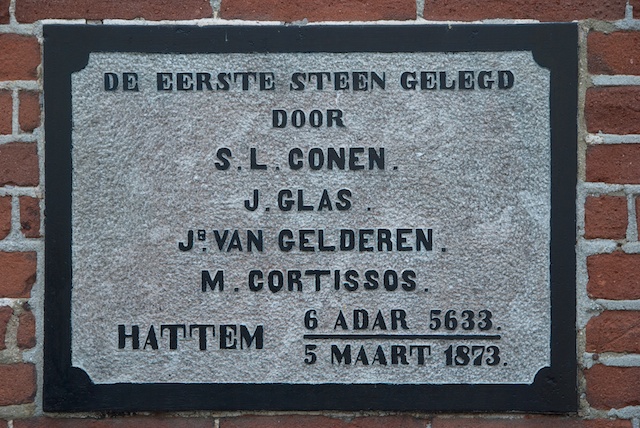 DE EERSTE STEEN GELEGD
DOOR
S. L. CONEN.
J. GLAS.
JB. VAN GELDEREN.
M. CORTISSOS.
HATTEM
6 ADAR 5633.
5 MAART 1873.